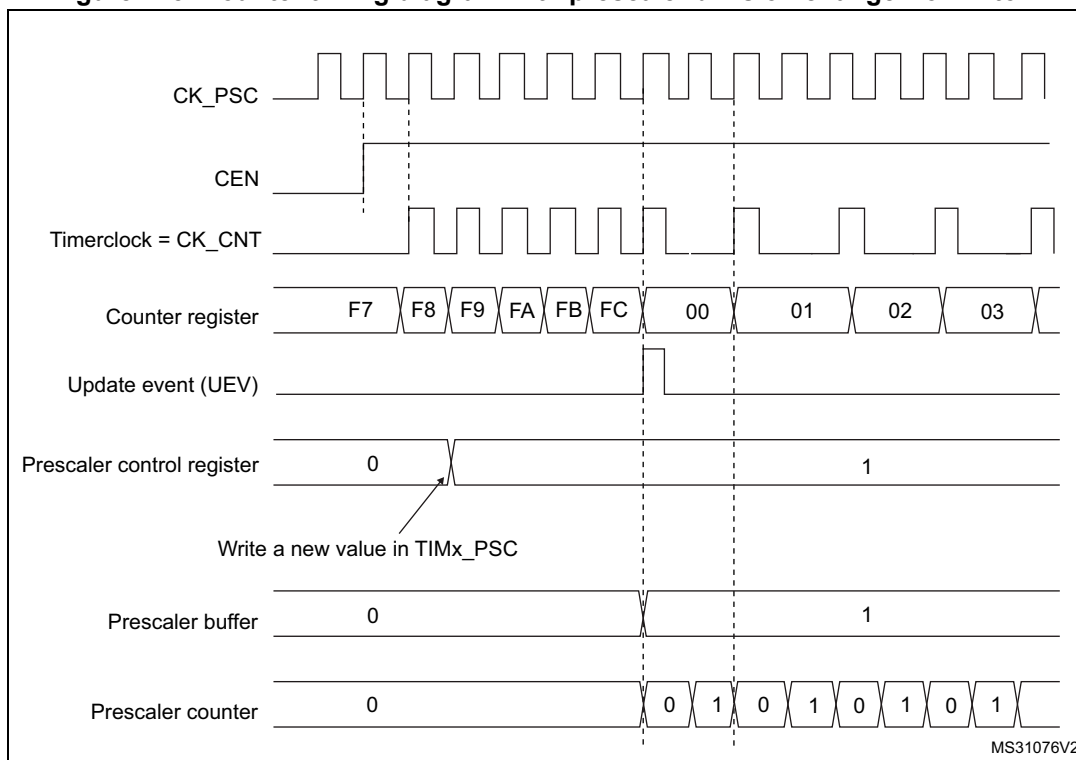 CK_PSC
CEN
Timerclock = CK_CNT
Counter register F7 F8 F9 FA FB FC 00 01 02 03
Update event (UEV)
Prescaler control register 0 1
Write a new value in TIMx_PSC
Prescaler buffer 0 1
Prescaler counter 0 0 1 0 1 0 1 0 1
MS31076V2